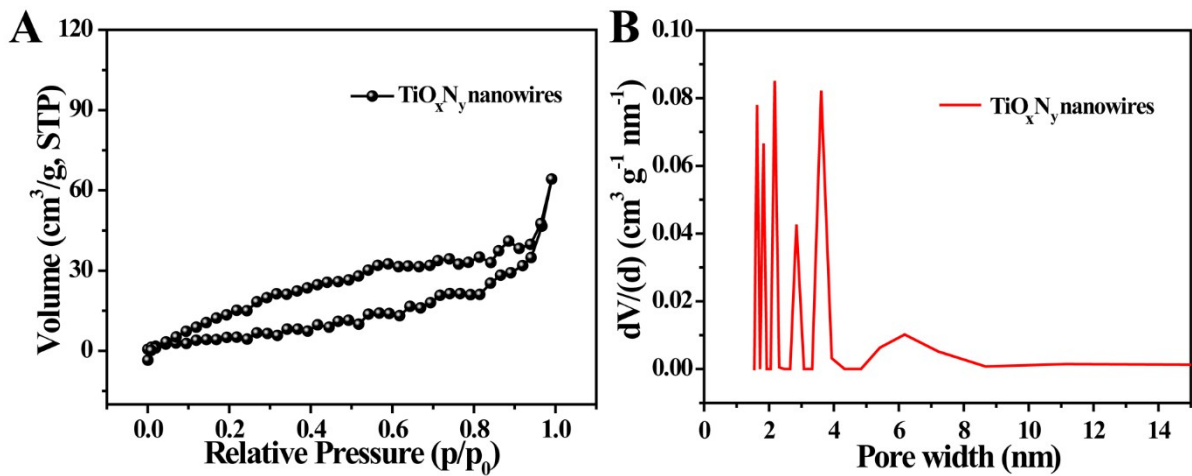 A
120
90
60
30
0
Volume (cm³/g, STP)
TiOₓNᵧ nanowires
0.0 0.2 0.4 0.6 0.8 1.0
Relative Pressure (p/p₀)
B
0.10
0.08
0.06
0.04
0.02
0.00
dV/(d) (cm³ g⁻¹ nm⁻¹)
TiOₓNᵧ nanowires
0 2 4 6 8 10 12 14
Pore width (nm)